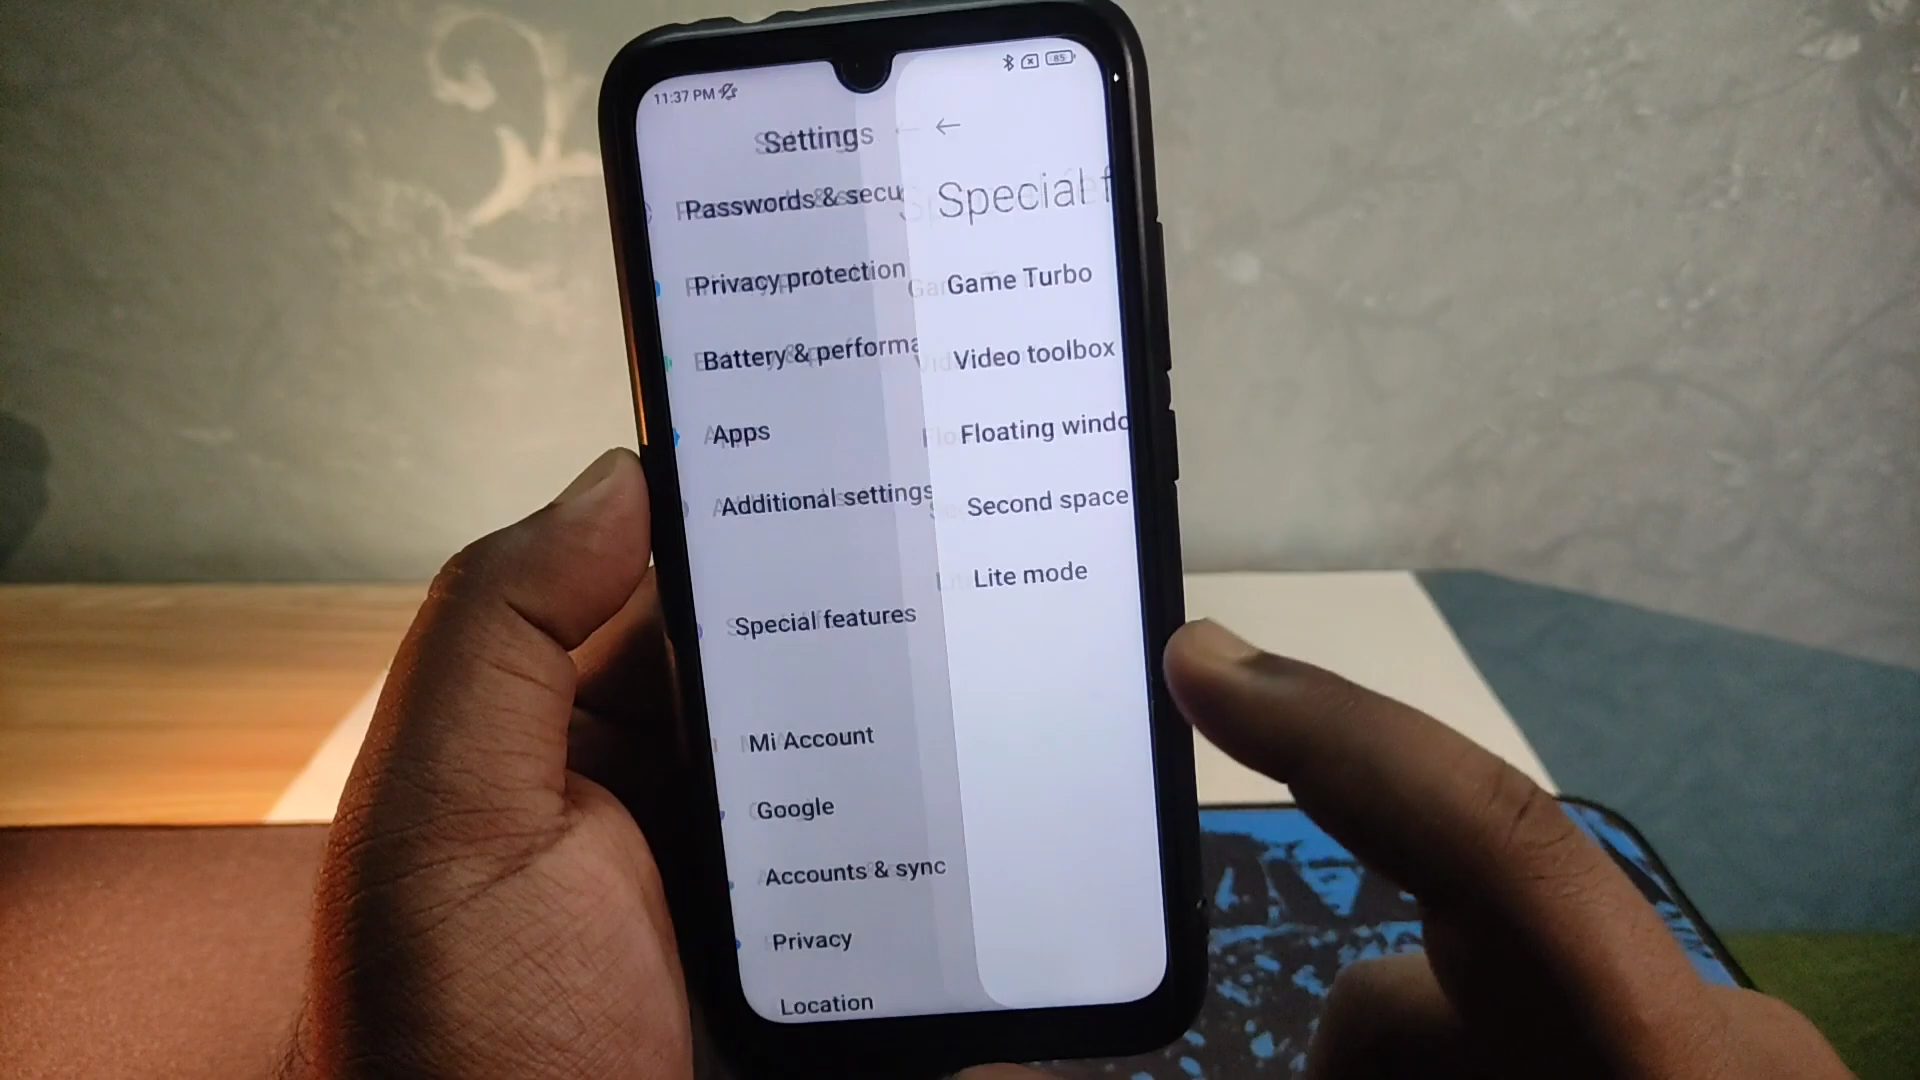 11:37 PM
85
Settings
Passwords & secu
Privacy protection
Battery & performa
Apps
Additional settings
Special features
Mi Account
Google
Accounts & sync
Privacy
Location
Special f
Game Turbo
Video toolbox
Floating windo
Second space
Lite mode